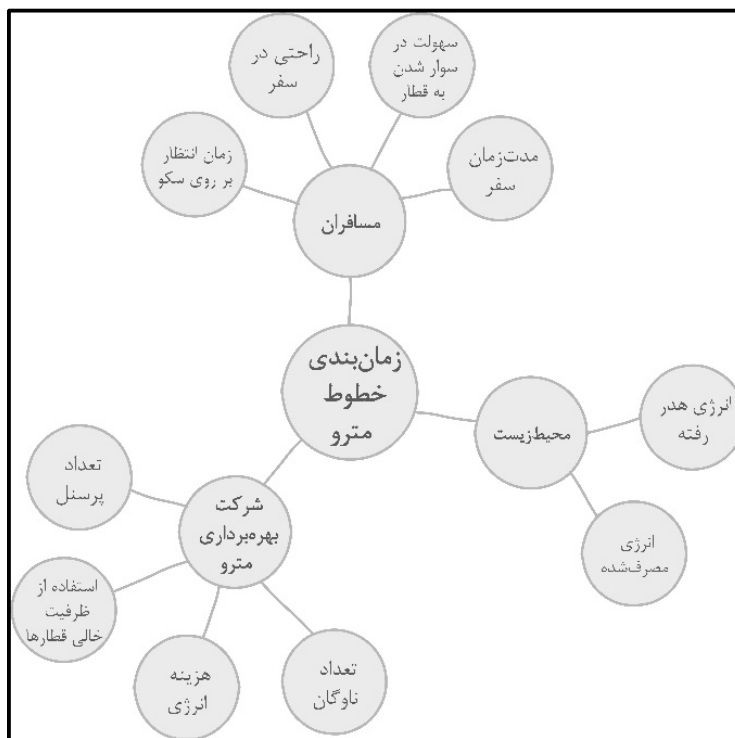 سهولت در
سوار شدن
به قطار
راحتی در
سفر
مدت‌زمان
سفر
زمان انتظار
بر روی سکو
مسافران
زمان‌بندی
خطوط
مترو
محیط‌زیست
انرژی هدر
رفته
انرژی
مصرف‌شده
شرکت
بهره‌برداری
مترو
تعداد
پرسنل
استفاده از
ظرفیت
خالی قطارها
هزینه
انرژی
تعداد
ناوگان